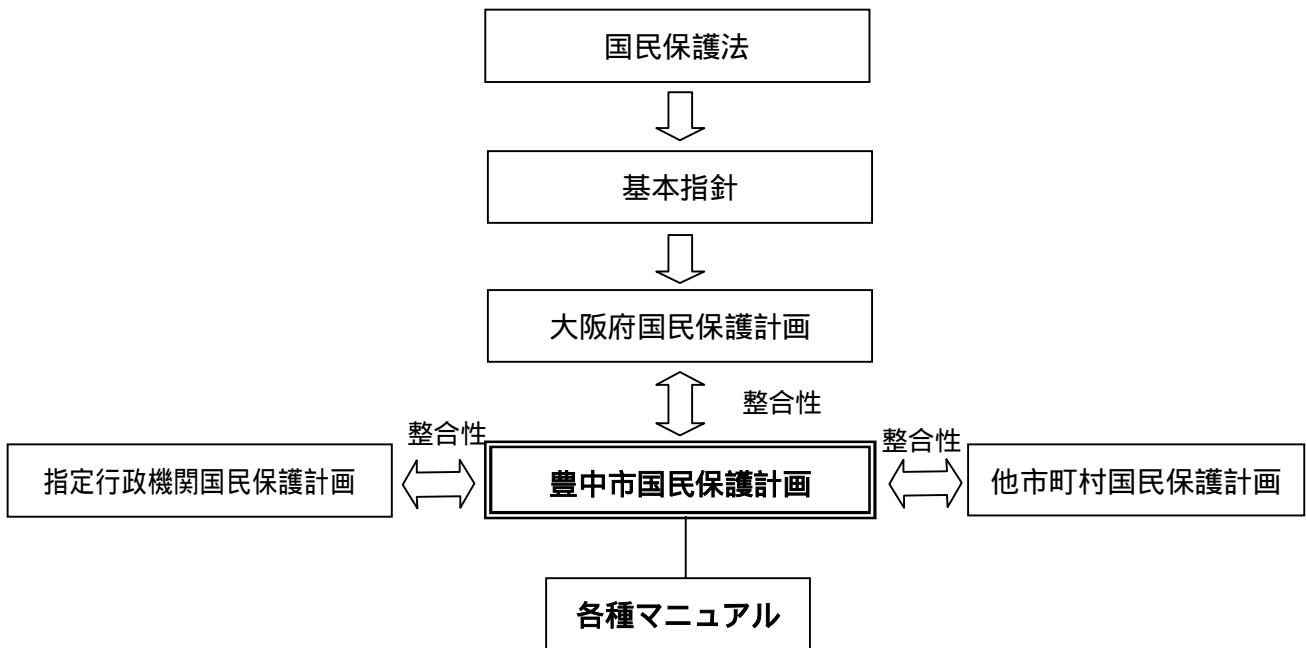 国民保護法
基本指針
大阪府国民保護計画
整合性
整合性
整合性
指定行政機関国民保護計画
豊中市国民保護計画
他市町村国民保護計画
各種マニュアル